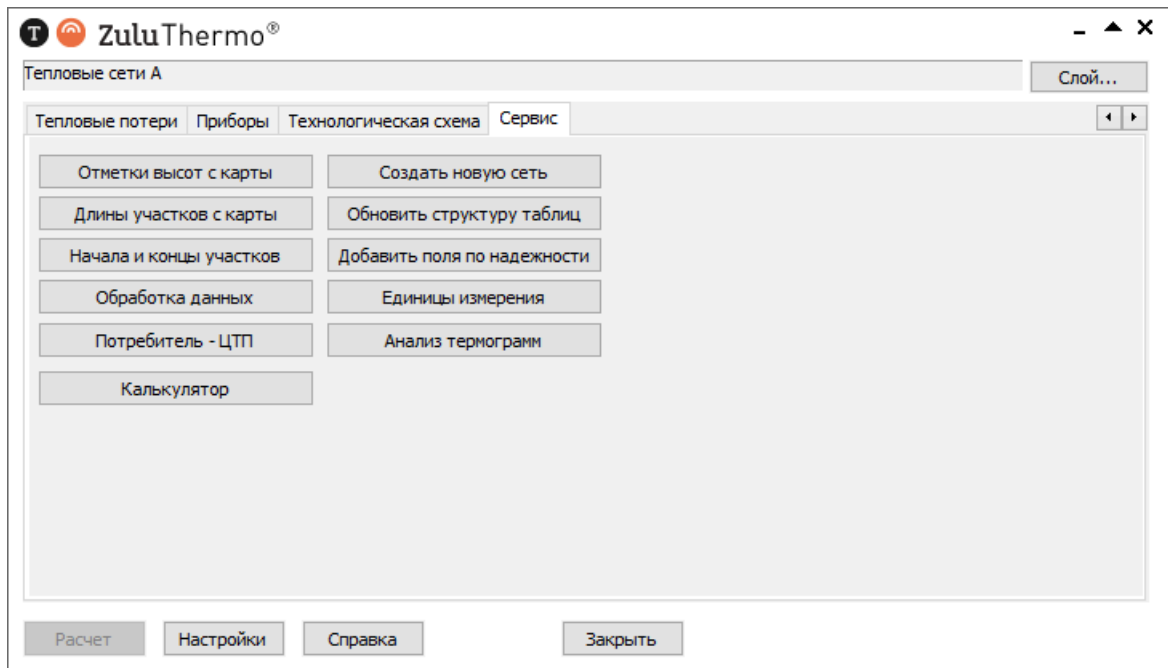 T ZuluThermo®
Тепловые сети А
Слой...
Тепловые потери Приборы Технологическая схема Сервис
Отметки высот с карты Создать новую сеть
Длины участков с карты Обновить структуру таблиц
Начала и концы участков Добавить поля по надежности
Обработка данных Единицы измерения
Потребитель - ЦТП Анализ термограмм
Калькулятор
Расчет Настройки Справка Закрыть